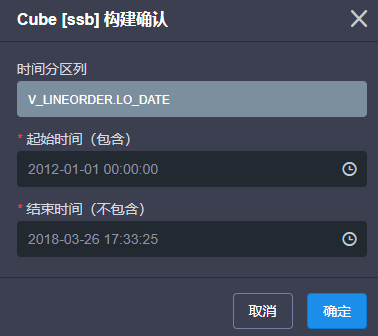 Cube [ssb] 构建确认
时间分区列
V_LINEORDER.LO_DATE
* 起始时间（包含）
2012-01-01 00:00:00
* 结束时间（不包含）
2018-03-26 17:33:25
取消 确定